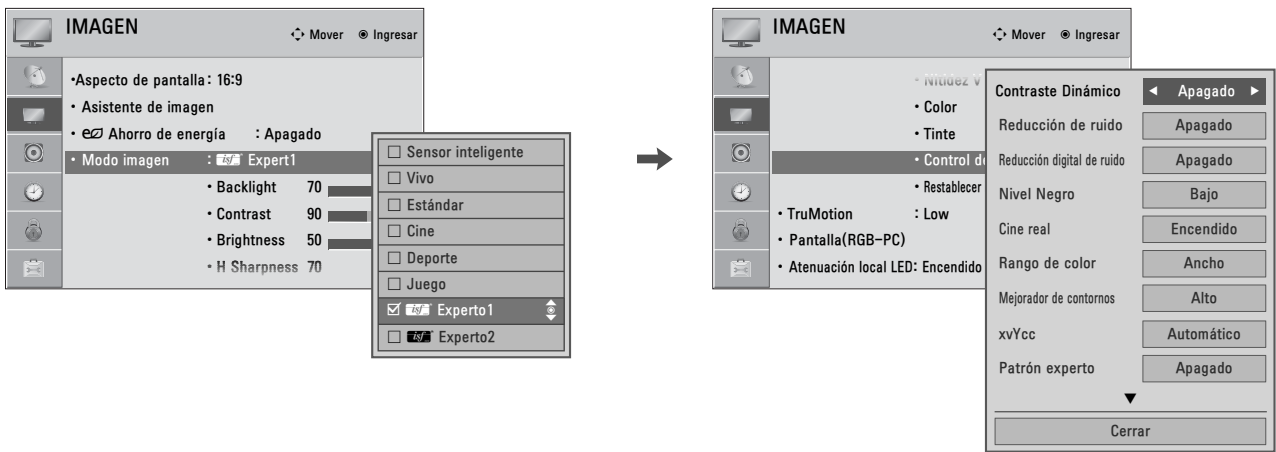 IMAGEN
Mover
Ingresar
•Aspecto de pantalla: 16:9
• Asistente de imagen
• e Ahorro de energía : Apagado
• Modo imagen : isf Expert1
• Backlight 70
• Contrast 90
• Brightness 50
• H Sharpness 70
Sensor inteligente
Vivo
Estándar
Cine
Deporte
Juego
isf Experto1
isf Experto2
IMAGEN
Mover
Ingresar
• Nitidez V
• Color
• Tinte
• Control de
• Restablecer
• TruMotion : Low
• Pantalla(RGB-PC)
• Atenuación local LED: Encendido
Contraste Dinámico Apagado
Reducción de ruido Apagado
Reducción digital de ruido Apagado
Nivel Negro Bajo
Cine real Encendido
Rango de color Ancho
Mejorador de contornos Alto
xvYcc Automático
Patrón experto Apagado
Cerrar